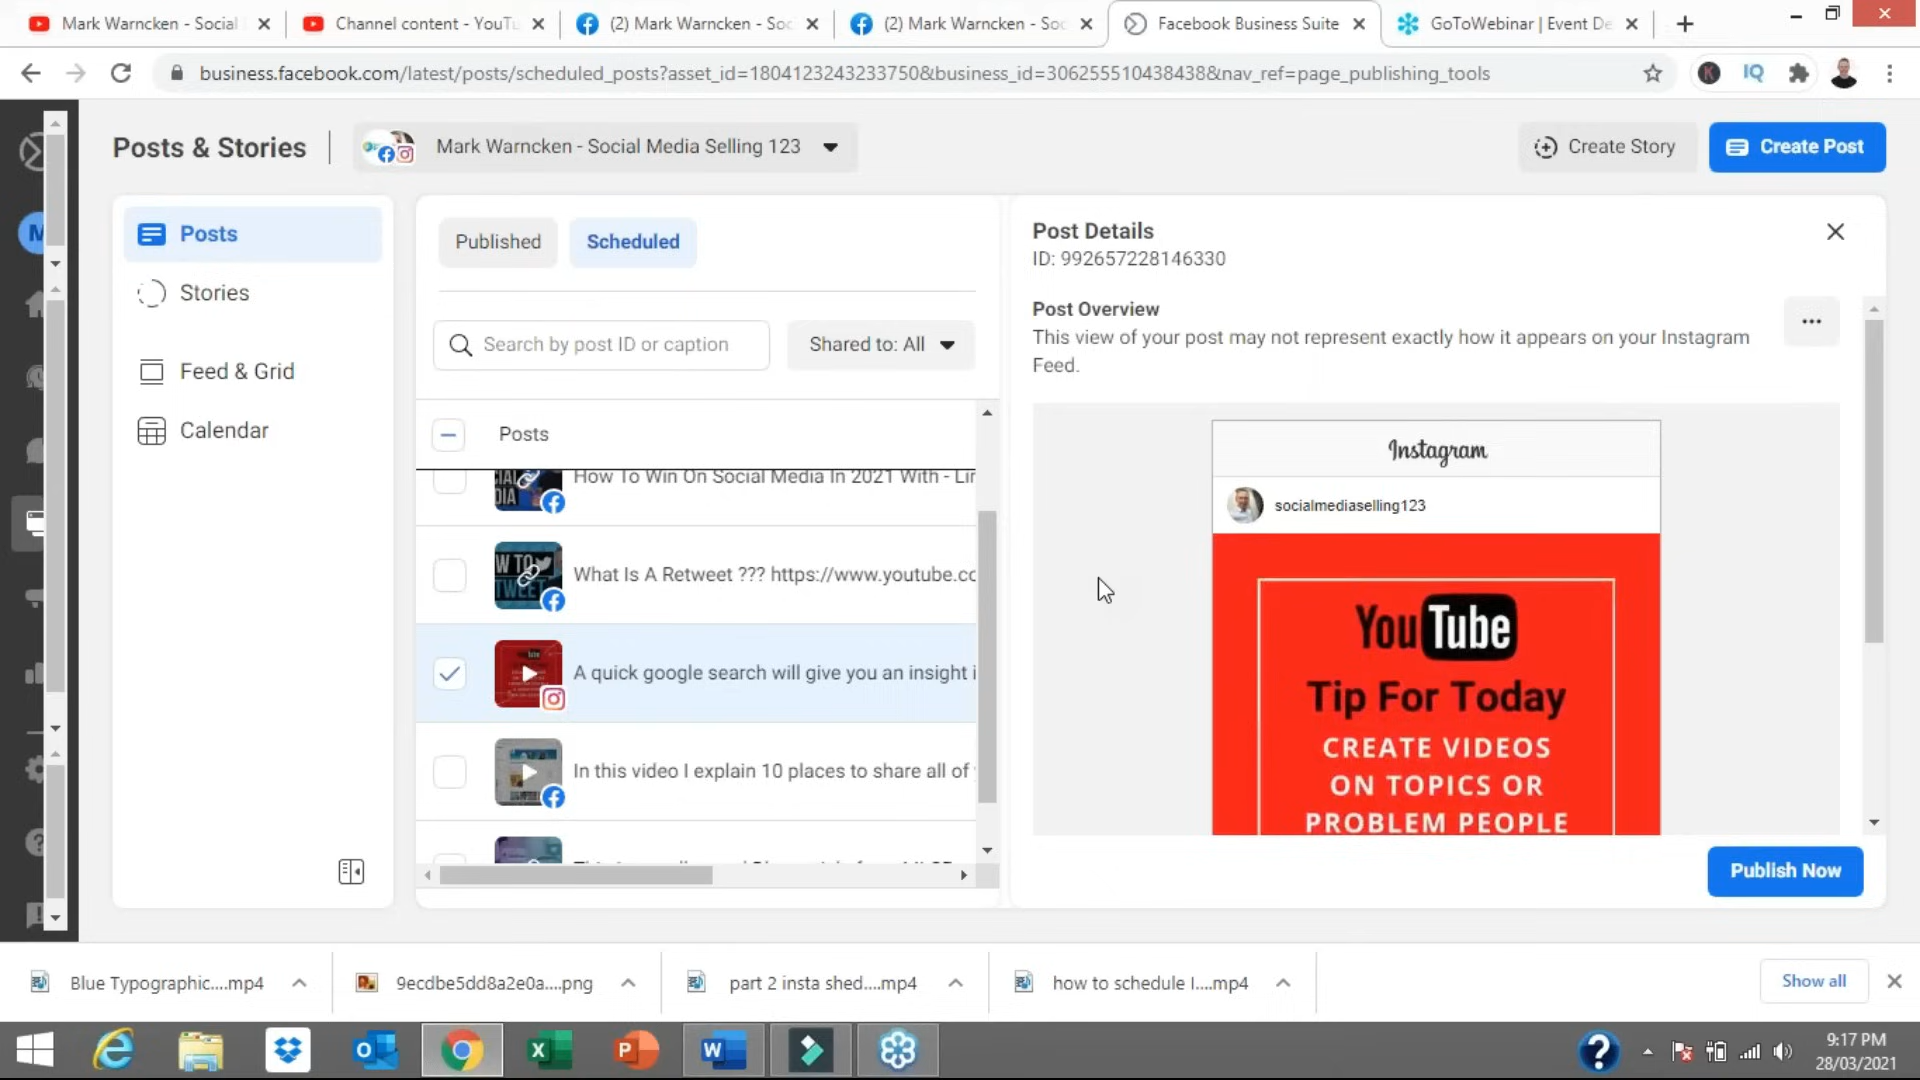 Mark Warncken - Social
Channel content - YouTu
(2) Mark Warncken - Soc
(2) Mark Warncken - Soc
Facebook Business Suite
GoToWebinar | Event De
business.facebook.com/latest/posts/scheduled_posts?asset_id=1804123243233750&business_id=306255510438438&nav_ref=page_publishing_tools
K
IQ
Posts & Stories
Mark Warncken - Social Media Selling 123
Create Story
Create Post
M
Posts
Stories
Feed & Grid
Calendar
Published
Scheduled
Search by post ID or caption
Shared to: All
Posts
How To Win On Social Media In 2021 With - Lin
What Is A Retweet ??? https://www.youtube.cc
A quick google search will give you an insight i
In this video I explain 10 places to share all of
Post Details
ID: 992657228146330
Post Overview
This view of your post may not represent exactly how it appears on your Instagram
Feed.
Instagram
socialmediaselling123
YouTube
Tip For Today
CREATE VIDEOS
ON TOPICS OR
PROBLEM PEOPLE
Publish Now
Blue Typographic....mp4
9ecdbe5dd8a2e0a....png
part 2 insta shed....mp4
how to schedule I....mp4
Show all
9:17 PM
28/03/2021